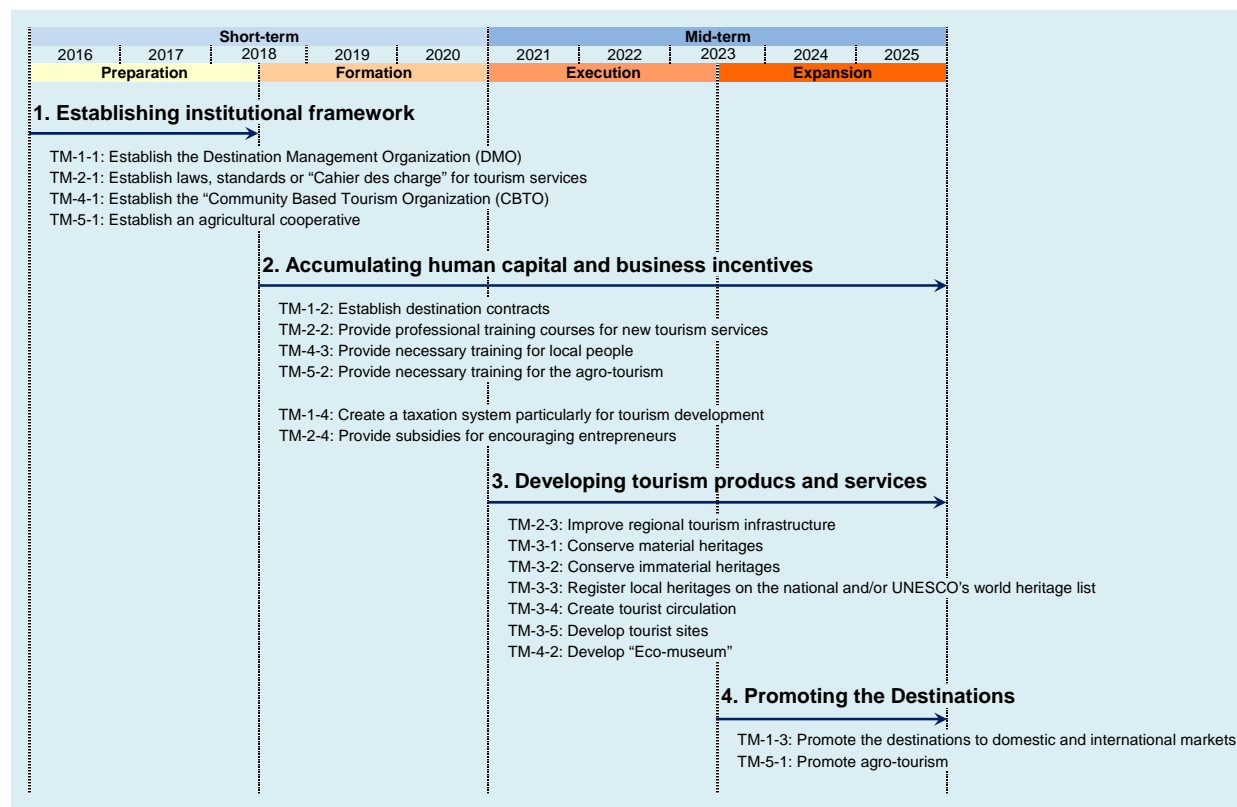 Short-term Mid-term
2016 2017 2018 2019 2020 2021 2022 2023 2024 2025
Preparation Formation Execution Expansion
1. Establishing institutional framework
TM-1-1: Establish the Destination Management Organization (DMO)
TM-2-1: Establish laws, standards or “Cahier des charge” for tourism services
TM-4-1: Establish the “Community Based Tourism Organization (CBTO)
TM-5-1: Establish an agricultural cooperative
2. Accumulating human capital and business incentives
TM-1-2: Establish destination contracts
TM-2-2: Provide professional training courses for new tourism services
TM-4-3: Provide necessary training for local people
TM-5-2: Provide necessary training for the agro-tourism
TM-1-4: Create a taxation system particularly for tourism development
TM-2-4: Provide subsidies for encouraging entrepreneurs
3. Developing tourism producs and services
TM-2-3: Improve regional tourism infrastructure
TM-3-1: Conserve material heritages
TM-3-2: Conserve immaterial heritages
TM-3-3: Register local heritages on the national and/or UNESCO’s world heritage list
TM-3-4: Create tourist circulation
TM-3-5: Develop tourist sites
TM-4-2: Develop “Eco-museum”
4. Promoting the Destinations
TM-1-3: Promote the destinations to domestic and international markets
TM-5-1: Promote agro-tourism